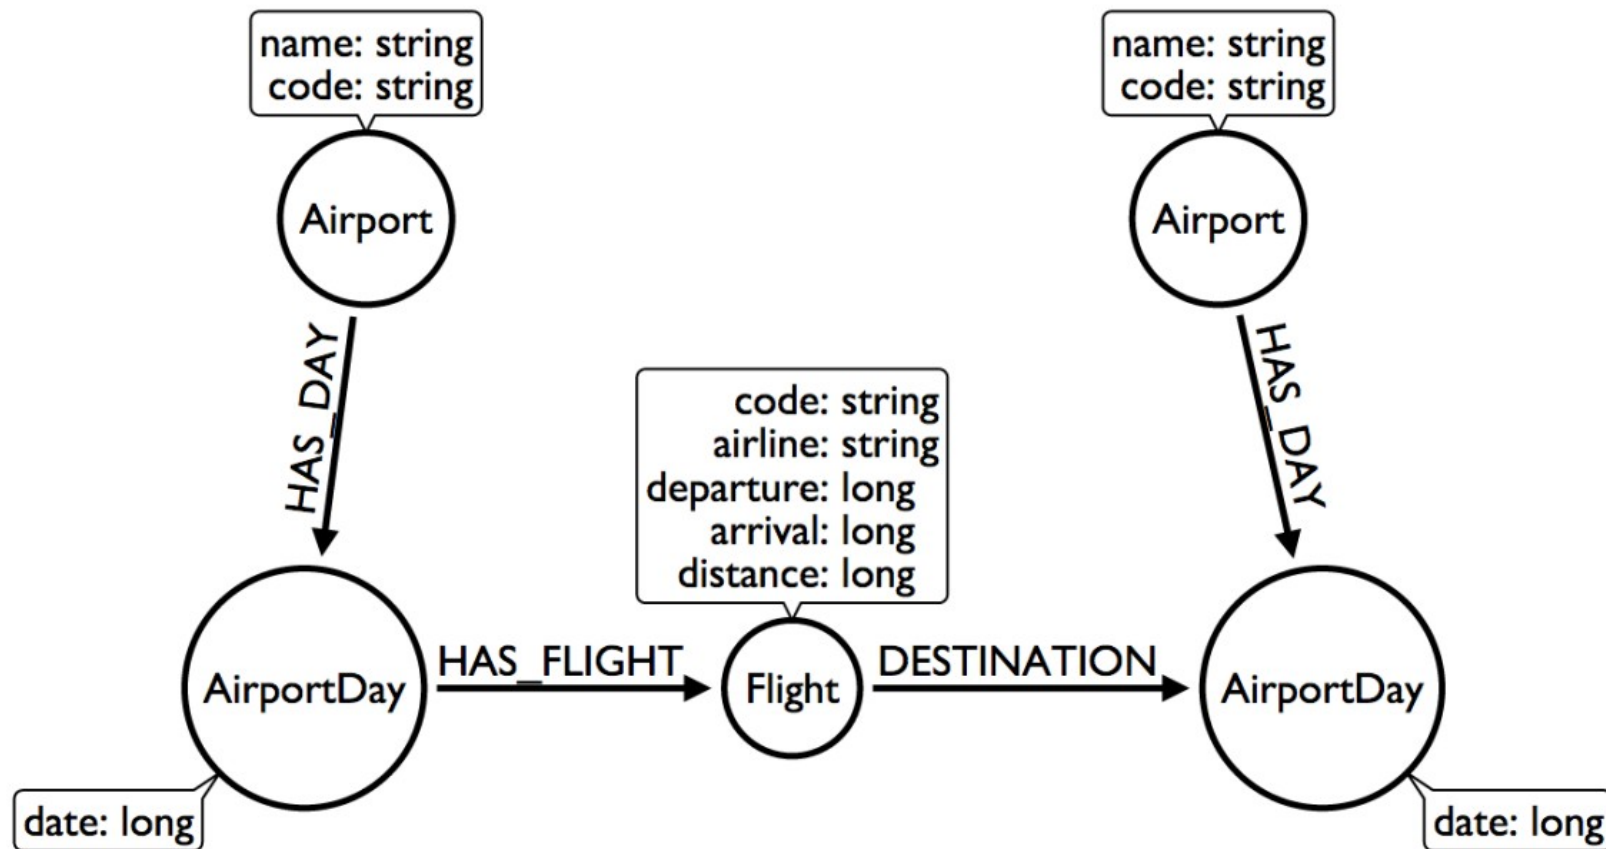 name: string
code: string
name: string
code: string
Airport
Airport
HAS_DAY
HAS_DAY
code: string
airline: string
departure: long
arrival: long
distance: long
AirportDay
HAS_FLIGHT
Flight
DESTINATION
AirportDay
date: long
date: long